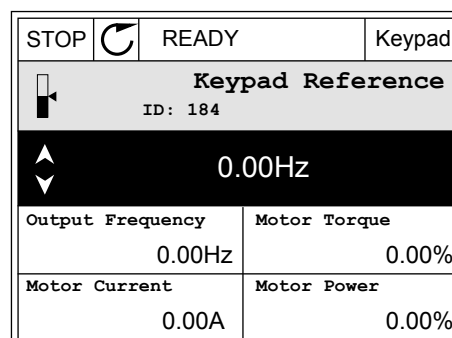 STOP READY Keypad
Keypad Reference
ID: 184
0.00Hz
Output Frequency Motor Torque
0.00Hz 0.00%
Motor Current Motor Power
0.00A 0.00%